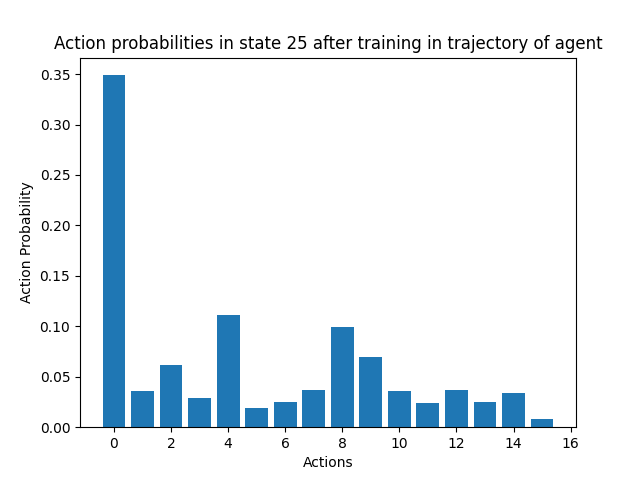 Action probabilities in state 25 after training in trajectory of agent
0.35
0.30
0.25
0.20
0.15
0.10
0.05
0.00
Action Probability
0 2 4 6 8 10 12 14 16
Actions